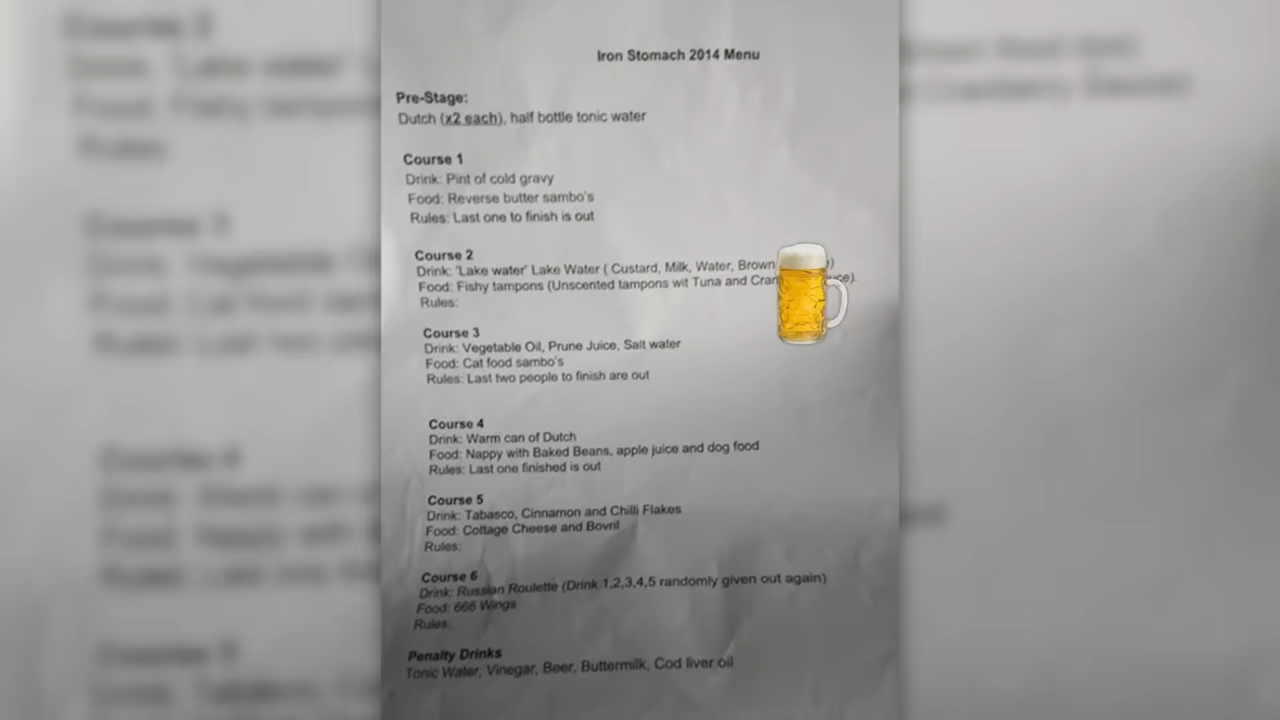 Iron Stomach 2014 Menu
Pre-Stage:
Dutch (x2 each), half bottle tonic water
Course 1
Drink: Pint of cold gravy
Food: Reverse butter sambo's
Rules: Last one to finish is out
Course 2
Drink: 'Lake water' Lake Water ( Custard, Milk, Water, Brown
Food: Fishy tampons (Unscented tampons wit Tuna and
Rules:
Course 3
Drink: Vegetable Oil, Prune Juice, Salt water
Food: Cat food sambo's
Rules: Last two people to finish are out
Course 4
Drink: Warm can of Dutch
Food: Nappy with Baked Beans, apple juice and dog food
Rules: Last one finished is out
Course 5
Drink: Tabasco, Cinnamon and Chilli Flakes
Food: Cottage Cheese and Bovril
Rules:
Course 6
Drink: Russian Roulette (Drink 1,2,3,4,5 randomly given out again)
Food: 666 Wings
Rules:
Penalty Drinks
Tonic Water, Vinegar, Beer, Buttermilk, Cod liver oil